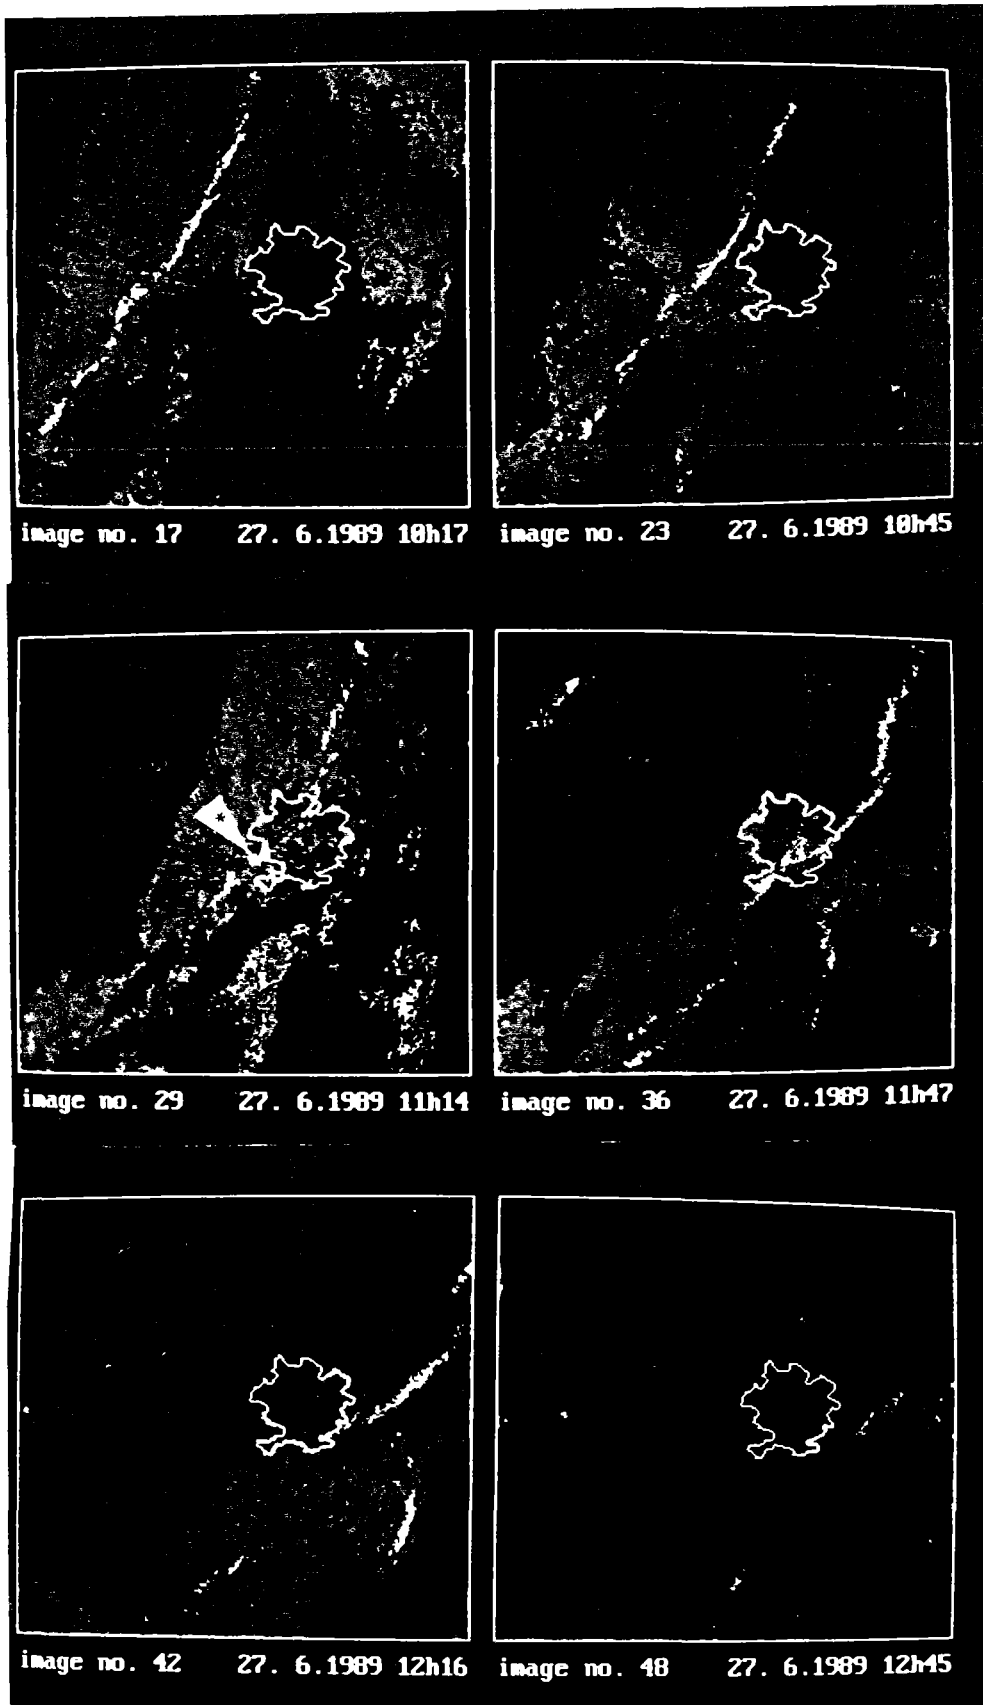 image no. 17 27. 6.1989 10h17
image no. 23 27. 6.1989 10h45
*
image no. 29 27. 6.1989 11h14
image no. 36 27. 6.1989 11h47
image no. 42 27. 6.1989 12h16
image no. 48 27. 6.1989 12h45